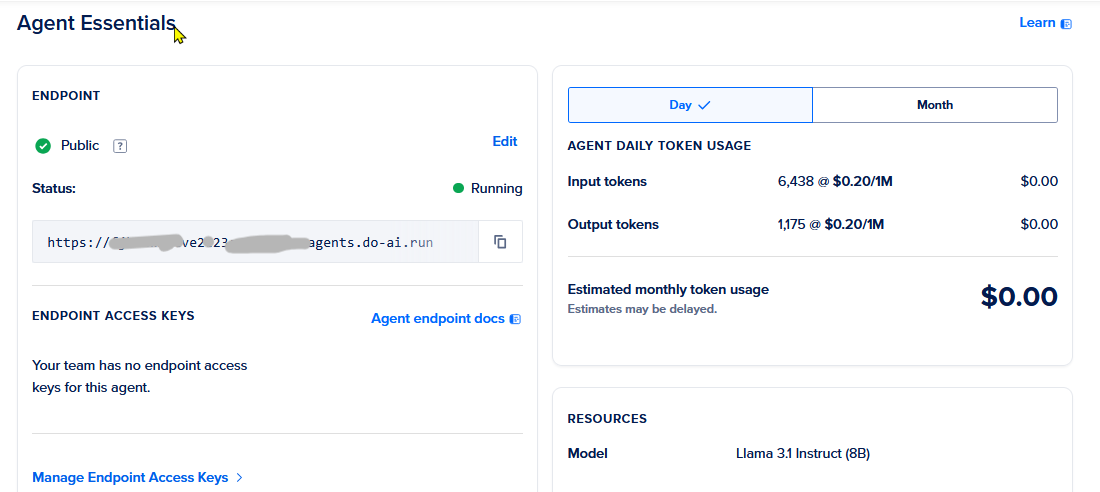 Agent Essentials
Learn
ENDPOINT
Public ?
Edit
Status:
Running
https:// ve2 23 agents.do-ai.run
ENDPOINT ACCESS KEYS
Agent endpoint docs
Your team has no endpoint access
keys for this agent.
Manage Endpoint Access Keys
Day
Month
AGENT DAILY TOKEN USAGE
Input tokens 6,438 @ $0.20/1M $0.00
Output tokens 1,175 @ $0.20/1M $0.00
Estimated monthly token usage
$0.00
Estimates may be delayed.
RESOURCES
Model Llama 3.1 Instruct (8B)